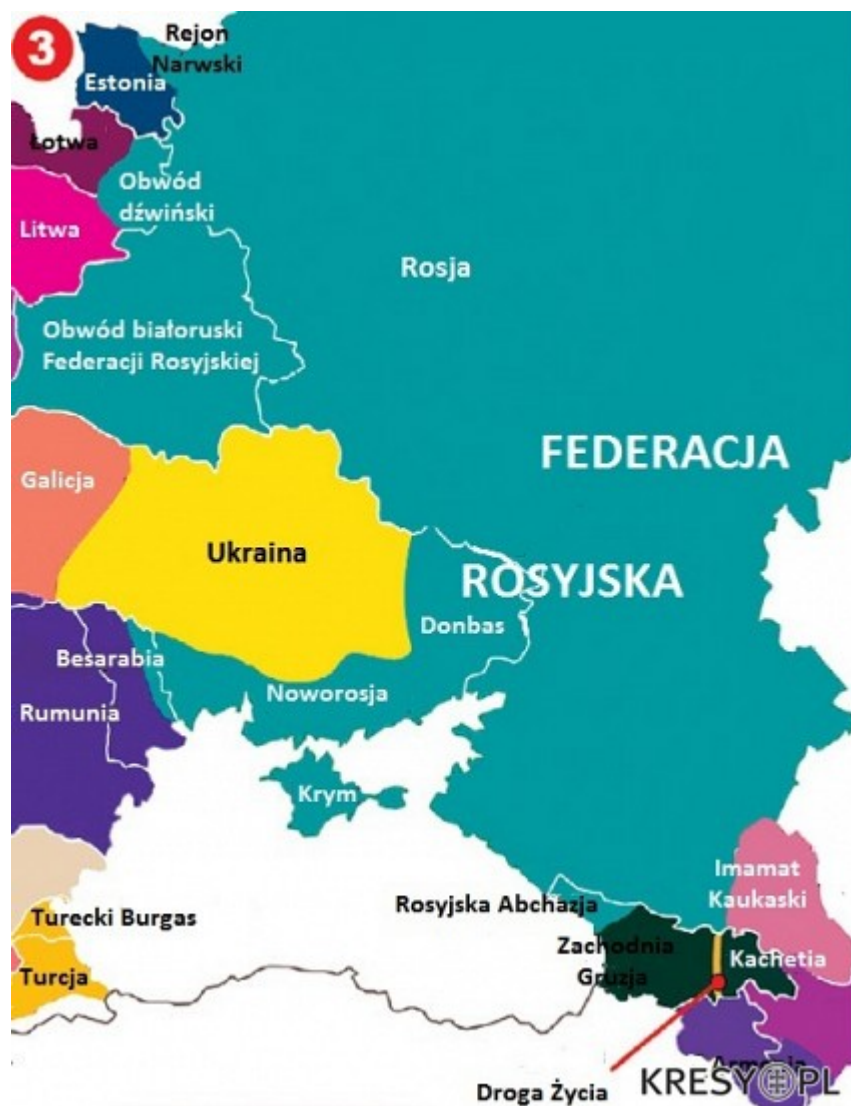 3
Rejon
Narwski
Estonia
Łotwa
Obwód
dźwiński
Litwa
Rosja
Obwód białoruski
Federacji Rosyjskiej
FEDERACJA
Galicja
Ukraina
ROSYJSKA
Donbas
Besarabia
Noworosja
Rumunia
Krym
Imamat
Kaukaski
Rosyjska Abchazja
Turecki Burgas
Zachodnia
Gruzja
Kachetia
Turcja
Armenia
KRESY PL
Droga Życia